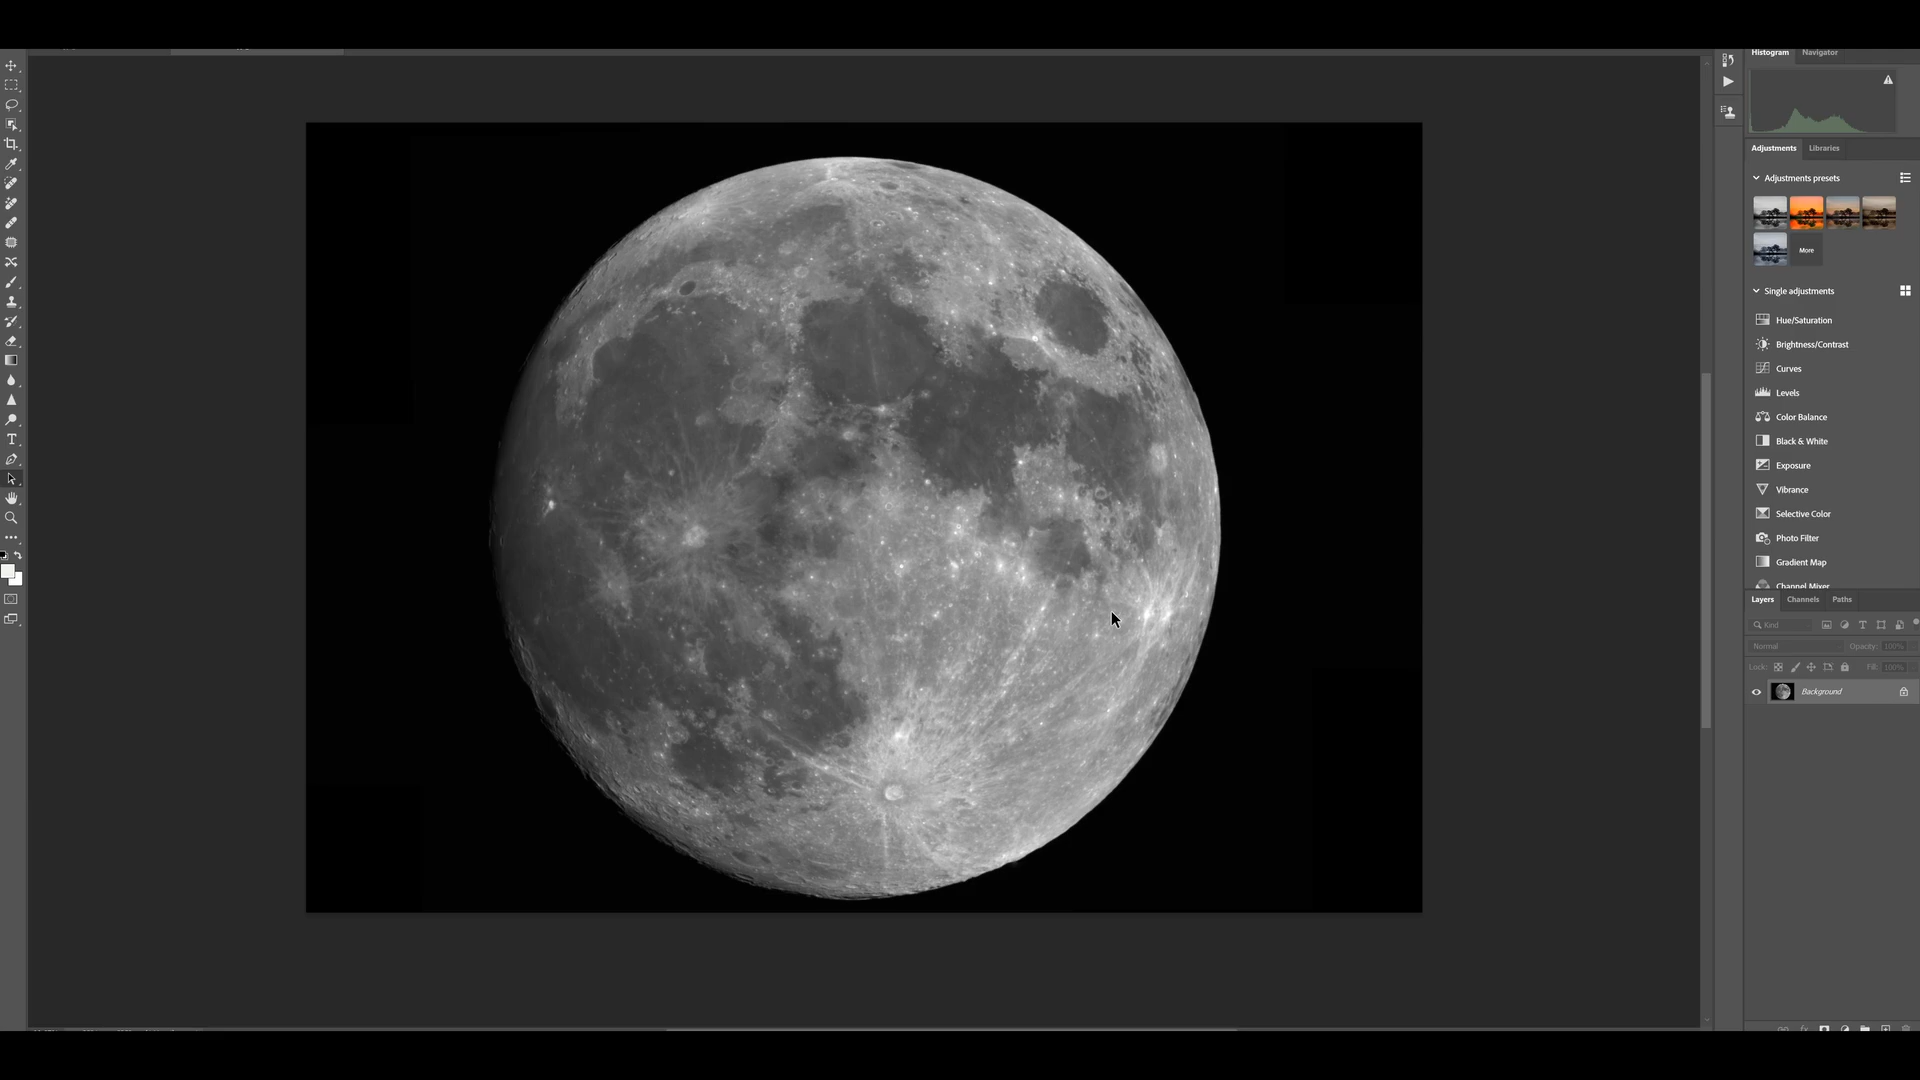 Histogram Navigator
Adjustments Libraries
Adjustments presets
More
Single adjustments
Hue/Saturation
Brightness/Contrast
Curves
Levels
Color Balance
Black & White
Exposure
Vibrance
Selective Color
Photo Filter
Gradient Map
Channel Mixer
Layers Channels Paths
Kind
Normal Opacity: 100%
Lock: Fill: 100%
Background